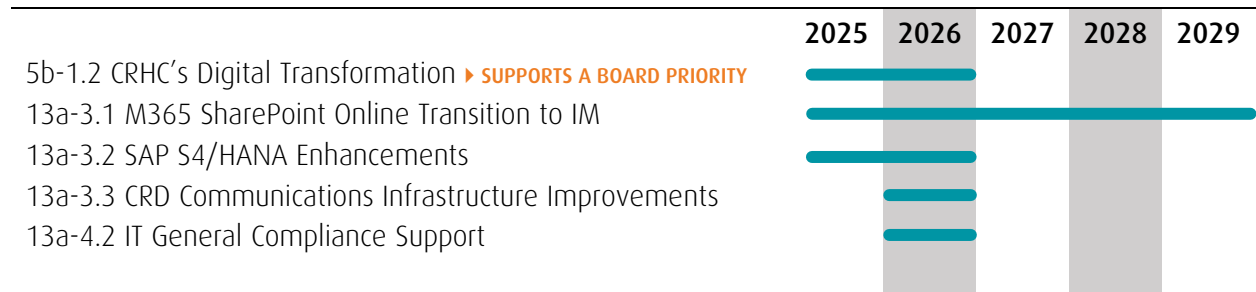 2025 2026 2027 2028 2029
5b-1.2 CRHC’s Digital Transformation ▸ SUPPORTS A BOARD PRIORITY
13a-3.1 M365 SharePoint Online Transition to IM
13a-3.2 SAP S4/HANA Enhancements
13a-3.3 CRD Communications Infrastructure Improvements
13a-4.2 IT General Compliance Support